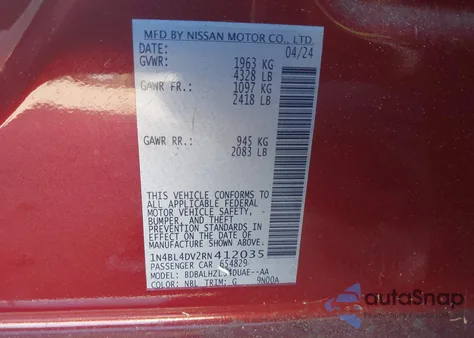 MFD BY NISSAN MOTOR CO., LTD.
DATE: 04/24
GVWR: 1963 KG
4328 LB
GAWR FR.: 1097 KG
2418 LB
GAWR RR.: 945 KG
2083 LB
THIS VEHICLE CONFORMS TO
ALL APPLICABLE FEDERAL
MOTOR VEHICLE SAFETY,
BUMPER, AND THEFT
PREVENTION STANDARDS
IN EFFECT ON THE DATE OF
MANUFACTURE SHOWN ABOVE.
1N4BL4DV2RN412035
PASSENGER CAR 654829
MODEL:
COLOR: NBL TRIM: G 9N00A
autoSnap